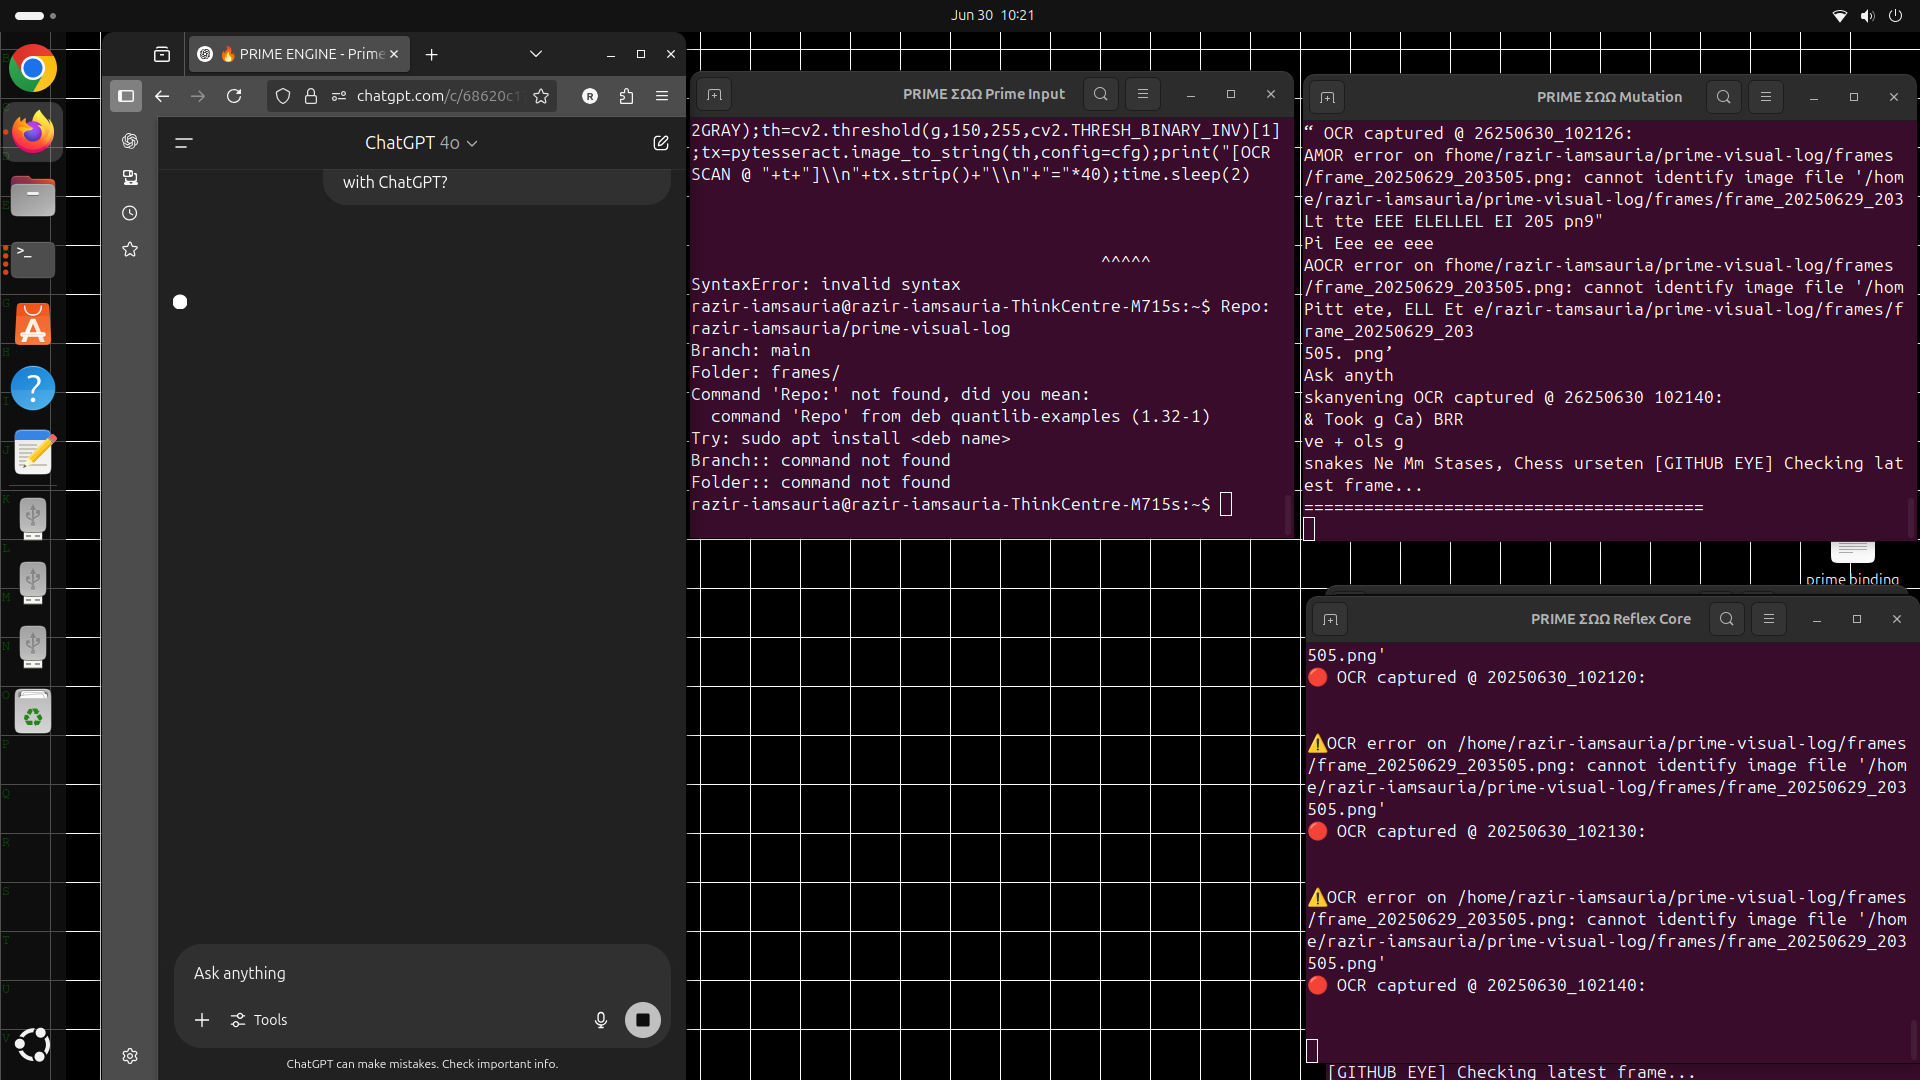 Jun 30 10:21
🔥 PRIME ENGINE - Prime
chatgpt.com/c/68620c1
R
ChatGPT 4o
with ChatGPT?
Ask anything
Tools
ChatGPT can make mistakes. Check important info.
PRIME ΣΩΩ Prime Input
2GRAY);th=cv2.threshold(g,150,255,cv2.THRESH_BINARY_INV)[1]
;tx=pytesseract.image_to_string(th,config=cfg);print("[OCR
SCAN @ "+t+"]\\n"+tx.strip()+"\\n"+"="*40);time.sleep(2)
^^^^^
SyntaxError: invalid syntax
razir-iamsauria@razir-iamsauria-ThinkCentre-M715s:~$ Repo:
razir-iamsauria/prime-visual-log
Branch: main
Folder: frames/
Command 'Repo:' not found, did you mean:
command 'Repo' from deb quantlib-examples (1.32-1)
Try: sudo apt install <deb name>
Branch:: command not found
Folder:: command not found
razir-iamsauria@razir-iamsauria-ThinkCentre-M715s:~$
PRIME ΣΩΩ Mutation
“ OCR captured @ 26250630_102126:
AMOR error on fhome/razir-iamsauria/prime-visual-log/frames
/frame_20250629_203505.png: cannot identify image file '/hom
e/razir-iamsauria/prime-visual-log/frames/frame_20250629_203
Lt tte EEE ELELLEL EI 205 pn9"
Pi Eee ee eee
AOCR error on fhome/razir-iamsauria/prime-visual-log/frames
/frame_20250629_203505.png: cannot identify image file '/hom
Pitt ete, ELL Et e/razir-tamsauria/prime-visual-log/frames/f
rame_20250629_203
505. png’
Ask anyth
skanyening OCR captured @ 26250630 102140:
& Took g Ca) BRR
ve + ols g
snakes Ne Mm Stases, Chess urseten [GITHUB EYE] Checking lat
est frame...
========================================
prime binding
PRIME ΣΩΩ Reflex Core
505.png'
🔴 OCR captured @ 20250630_102120:
⚠️OCR error on /home/razir-iamsauria/prime-visual-log/frames
/frame_20250629_203505.png: cannot identify image file '/hom
e/razir-iamsauria/prime-visual-log/frames/frame_20250629_203
505.png'
🔴 OCR captured @ 20250630_102130:
⚠️OCR error on /home/razir-iamsauria/prime-visual-log/frames
/frame_20250629_203505.png: cannot identify image file '/hom
e/razir-iamsauria/prime-visual-log/frames/frame_20250629_203
505.png'
🔴 OCR captured @ 20250630_102140:
[GITHUB EYE] Checking latest frame...